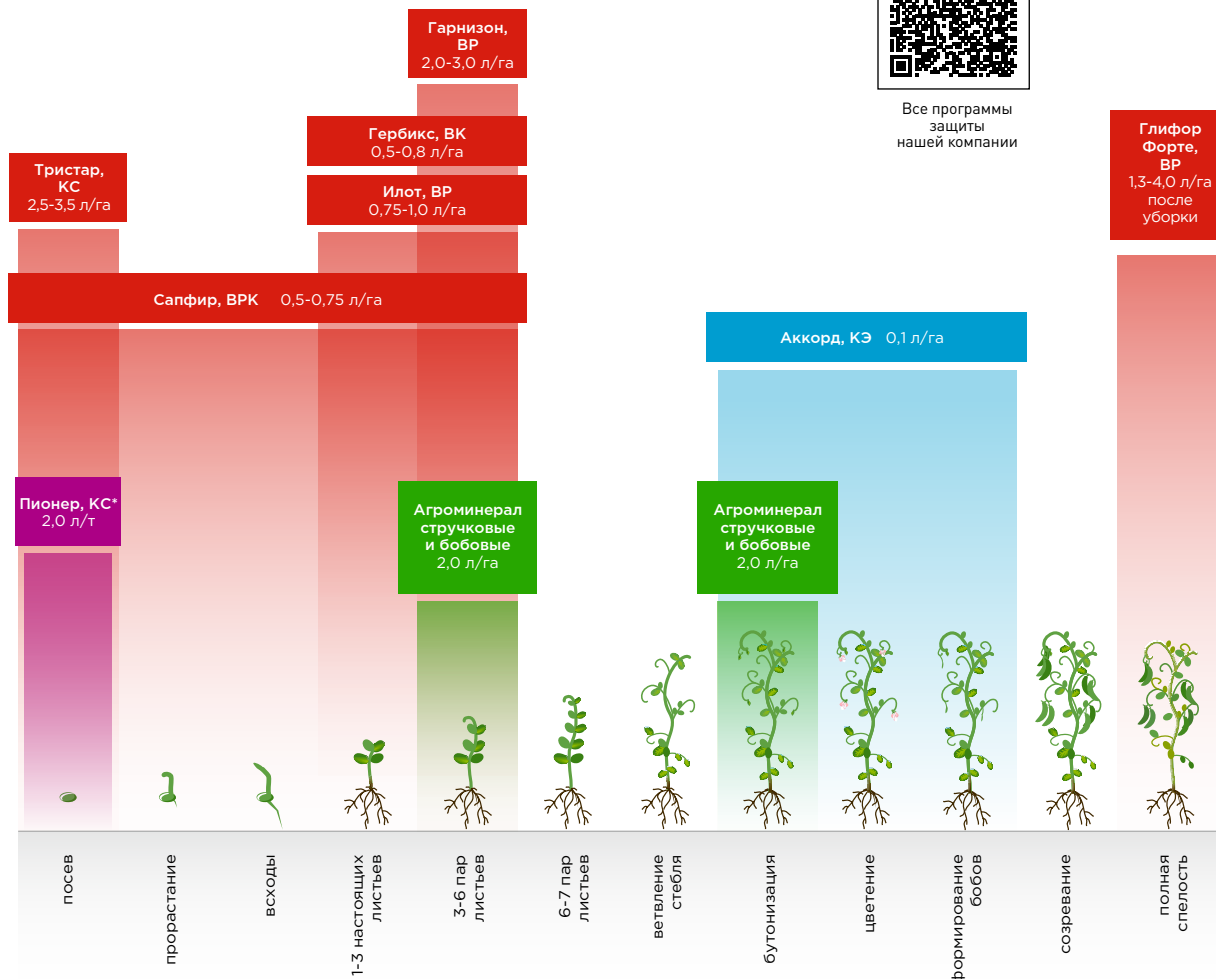 Гарнизон,
ВР
2,0-3,0 л/га
Все программы
защиты
нашей компании
Гербикс, ВК
0,5-0,8 л/га
Глифор
Форте,
ВР
1,3-4,0 л/га
после
уборки
Тристар,
КС
2,5-3,5 л/га
Илот, ВР
0,75-1,0 л/га
Сапфир, ВРК 0,5-0,75 л/га
Аккорд, КЭ 0,1 л/га
Пионер, КС*
2,0 л/т
Агроминерал
стручковые
и бобовые
2,0 л/га
Агроминерал
стручковые
и бобовые
2,0 л/га
посев
прорастание
всходы
1-3 настоящих
листьев
3-6 пар
листьев
6-7 пар
листьев
ветвление
стебля
бутонизация
цветение
формирование
бобов
созревание
полная
спелость